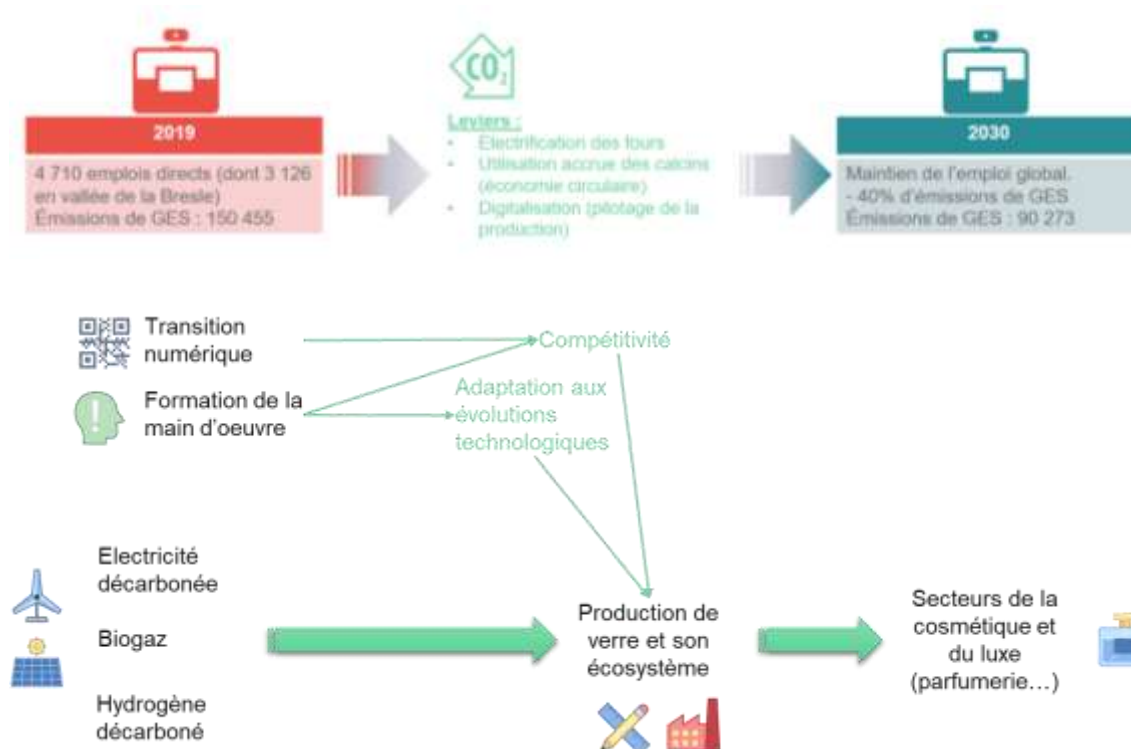 2019
4 710 emplois directs (dont 3 126
en vallée de la Bresle)
Émissions de GES : 150 455
CO2
Leviers :
• Electrification des fours
• Utilisation accrue des calcins
(économie circulaire)
• Digitalisation (pilotage de la
production)
2030
Maintien de l'emploi global.
- 40% d'émissions de GES
Émissions de GES : 90 273
Transition
numérique
Compétitivité
Formation de la
main d'oeuvre
Adaptation aux
évolutions
technologiques
Electricité
décarbonée
Biogaz
Hydrogène
décarboné
Production de
verre et son
écosystème
Secteurs de la
cosmétique et
du luxe
(parfumerie…)